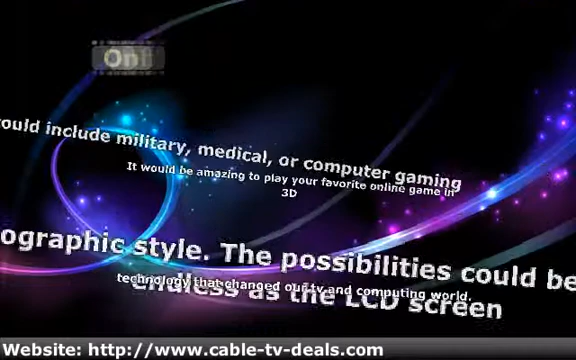 ould include military, medical, or computer gaming
It would be amazing to play your favorite online game in
3D
ographic style. The possibilities could be
technology that changed our tv and computing world.
endless as the LCD screen
Website: http://www.cable-tv-deals.com